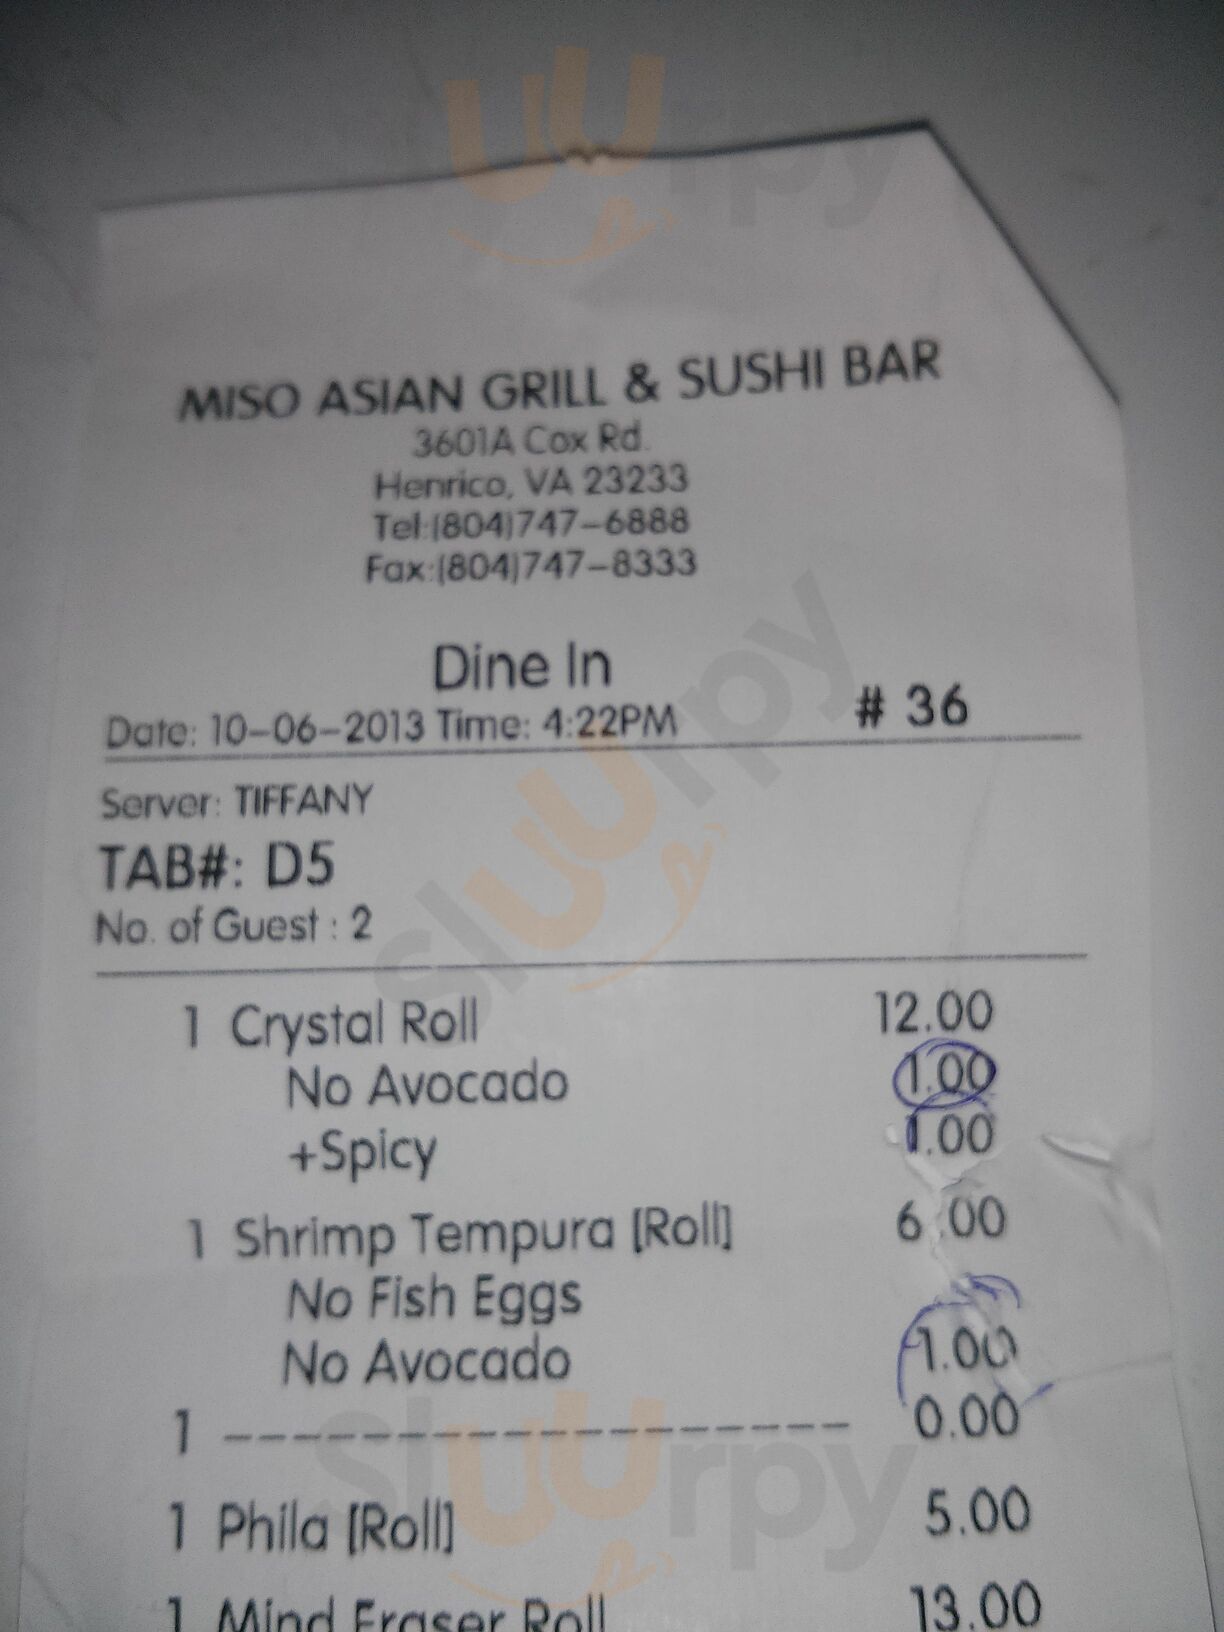 MISO ASIAN GRILL & SUSHI BAR
3601A Cox Rd.
Henrico, VA 23233
Tel:(804)747-6888
Fax:(804)747-8333
Dine In
Date: 10-06-2013 Time: 4:22PM # 36
Server: TIFFANY
TAB#: D5
No. of Guest : 2
1 Crystal Roll 12.00
No Avocado 1.00
+Spicy 1.00
1 Shrimp Tempura [Roll] 6.00
No Fish Eggs
No Avocado 1.00
1 ------------------ 0.00
1 Phila [Roll] 5.00
1 Mind Eraser Roll 13.00
Sluurpy
Sluurpy
Sluurpy